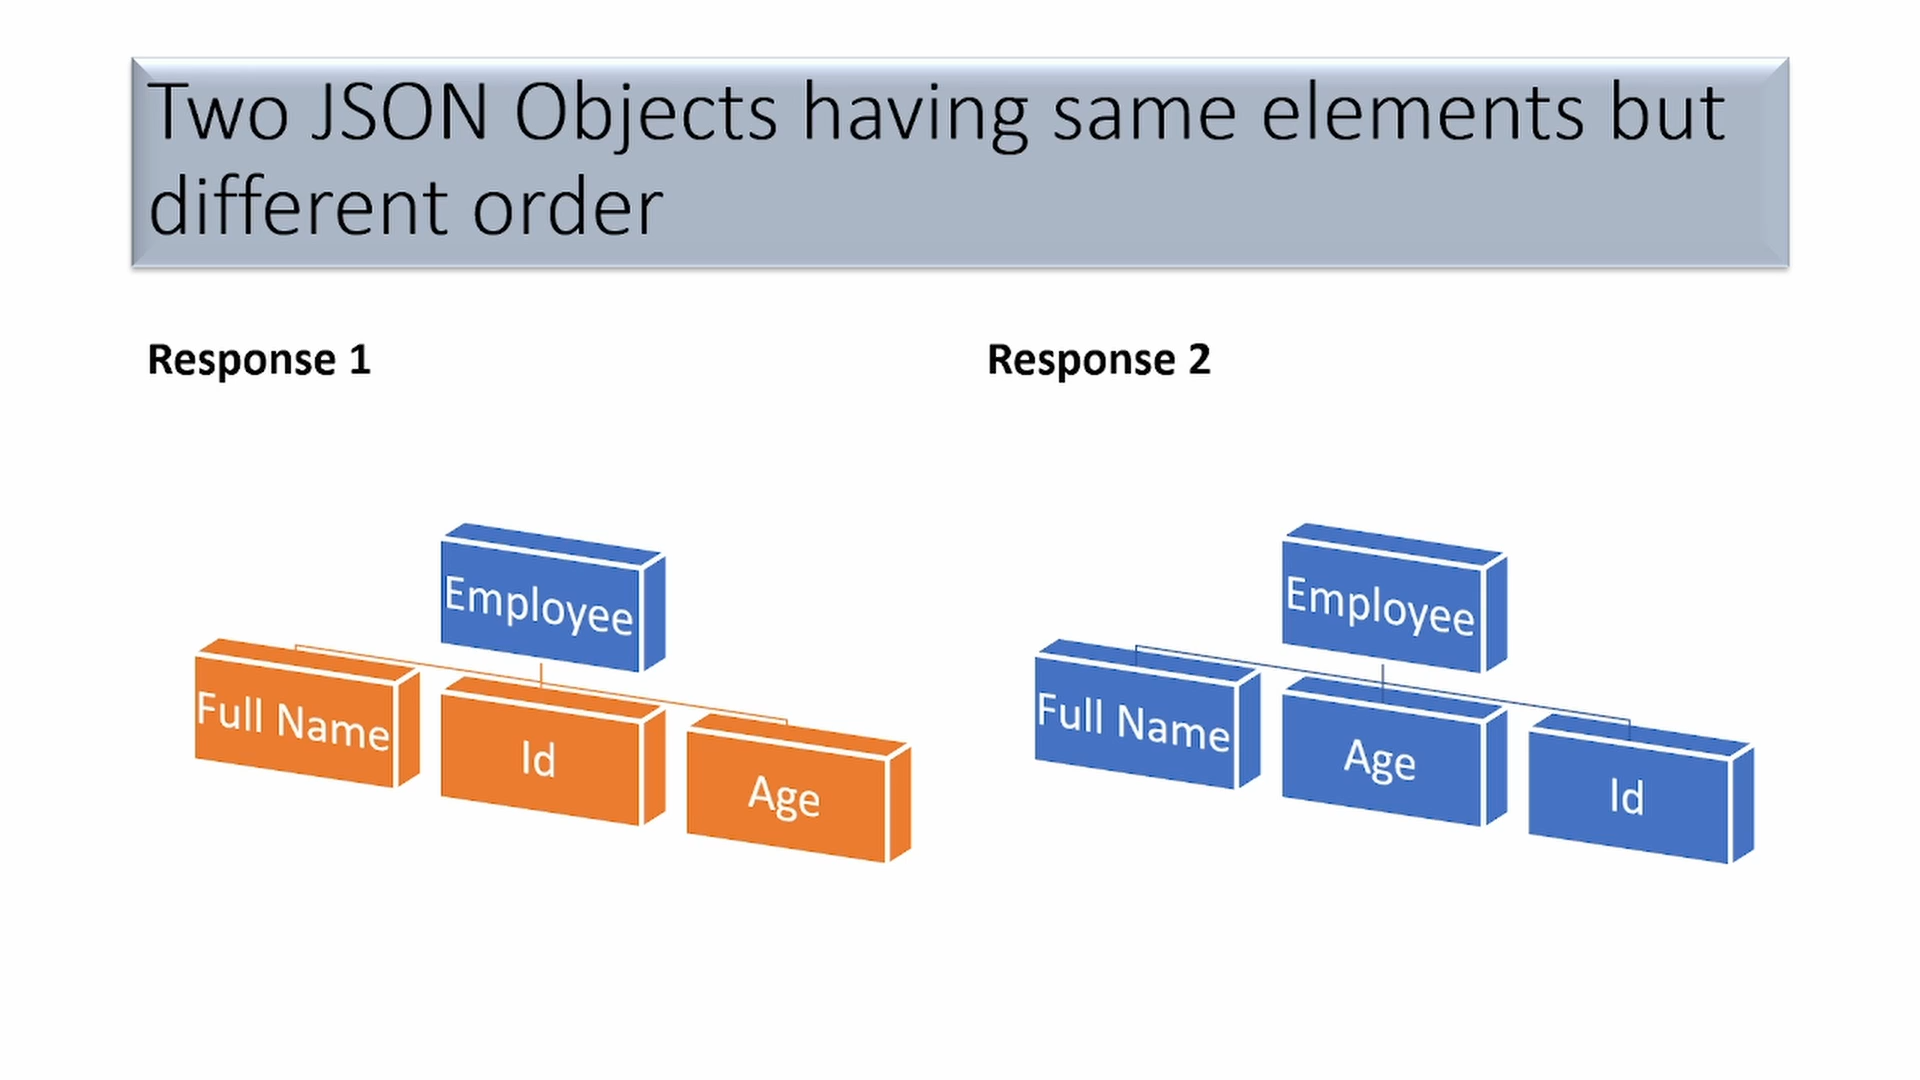 Two JSON Objects having same elements but
different order
Response 1
Response 2
Employee
Full Name
Id
Age
Employee
Full Name
Age
Id